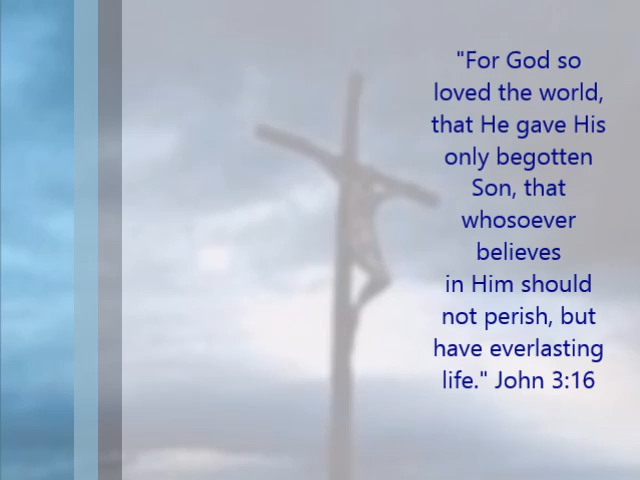 "For God so
loved the world,
that He gave His
only begotten
Son, that
whosoever
believes
in Him should
not perish, but
have everlasting
life." John 3:16